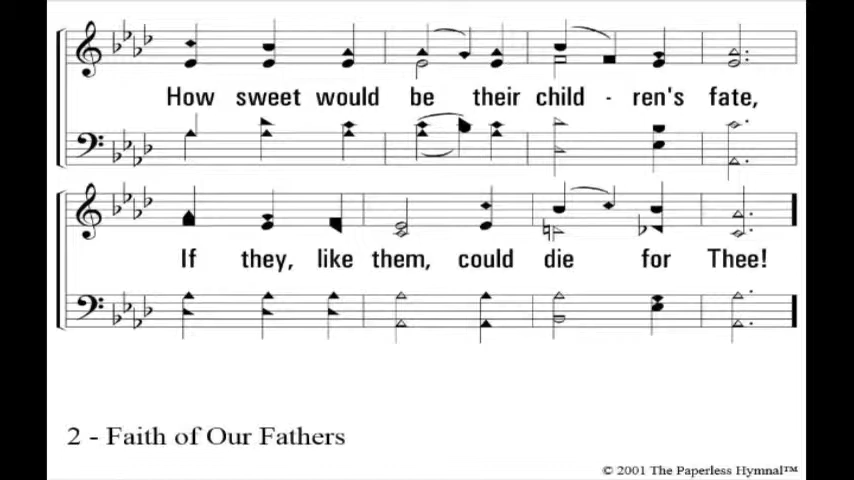 How sweet would be their child - ren's fate,
If they, like them, could die for Thee!
2 - Faith of Our Fathers
© 2001 The Paperless Hymnal™